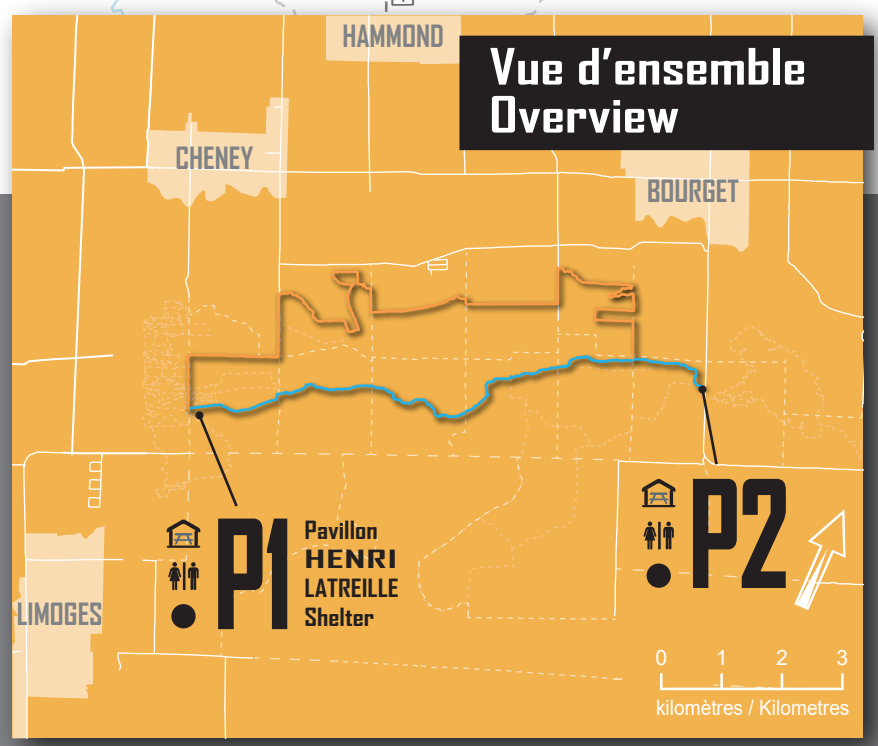 HAMMOND
Vue d'ensemble
Overview
CHENEY
BOURGET
P1
Pavillon
HENRI
LATREILLE
Shelter
P2
LIMOGES
0 1 2 3
kilomètres / Kilometres